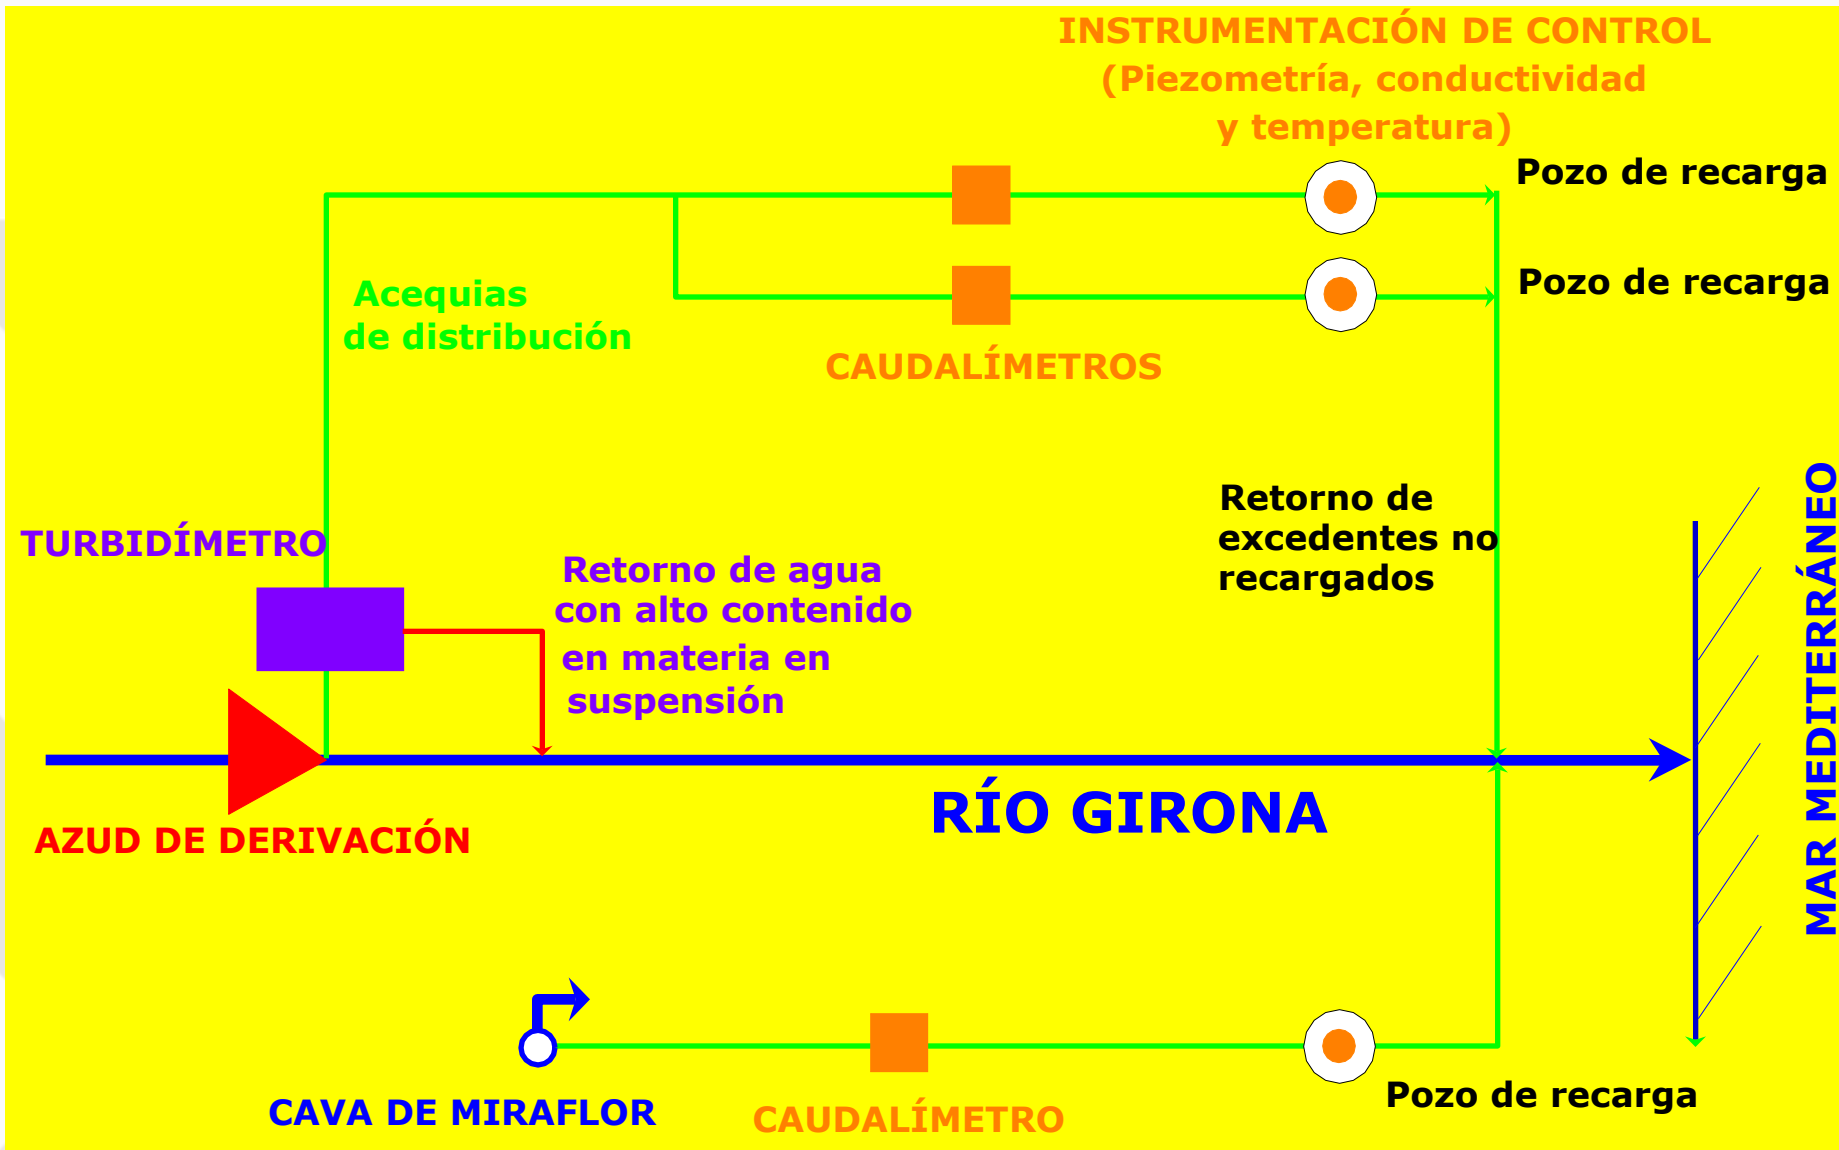 INSTRUMENTACIÓN DE CONTROL
(Piezometría, conductividad
y temperatura)
Pozo de recarga
Pozo de recarga
Acequias
de distribución
CAUDALÍMETROS
Retorno de
excedentes no
recargados
TURBIDÍMETRO
Retorno de agua
con alto contenido
en materia en
suspensión
MAR MEDITERRÁNEO
RÍO GIRONA
AZUD DE DERIVACIÓN
Pozo de recarga
CAVA DE MIRAFLOR
CAUDALÍMETRO